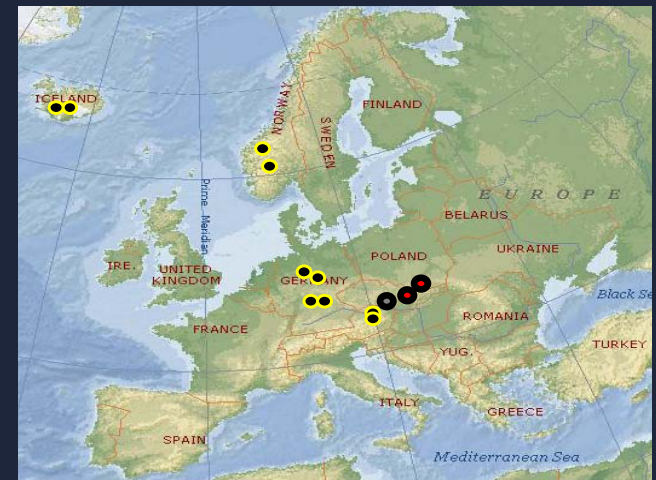 ICELAND
NORWAY
FINLAND
SWEDEN
EUROPE
Prime Meridian
BELARUS
IRE.
UNITED
KINGDOM
GERMANY
POLAND
UKRAINE
Black Se
FRANCE
ROMANIA
YUG.
TURKEY
ITALY
GREECE
SPAIN
Mediterranean Sea